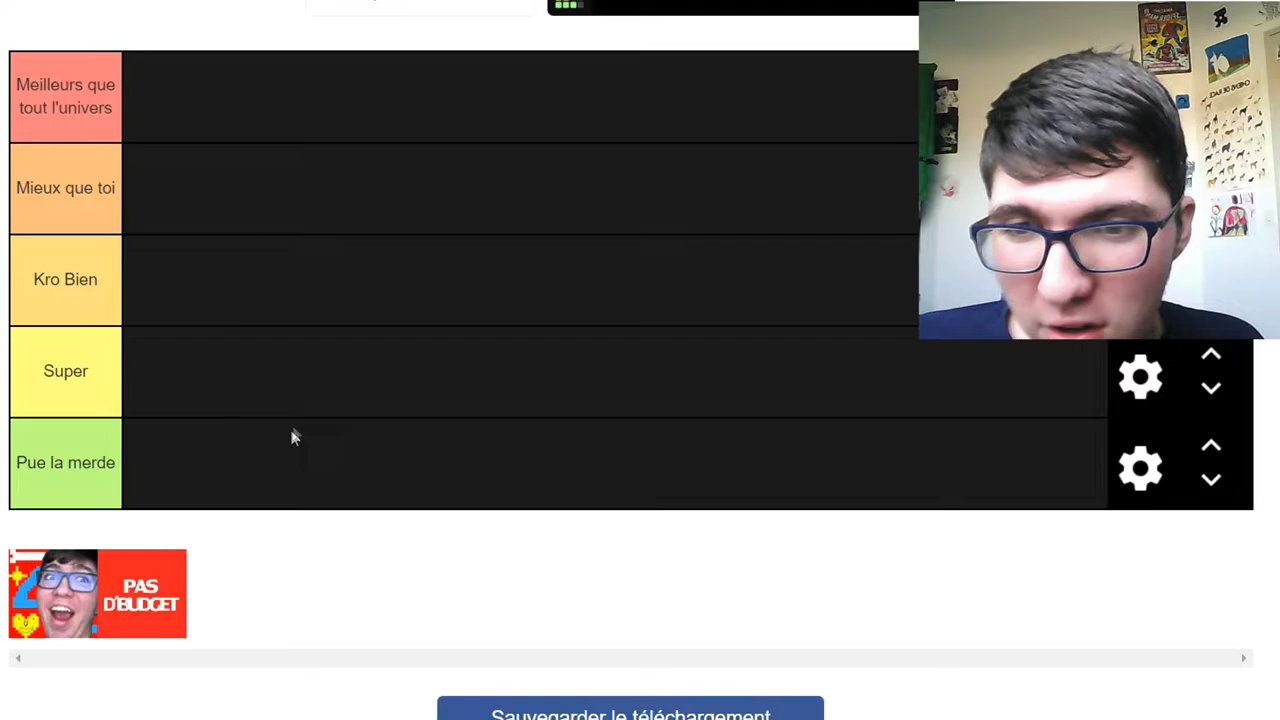 Meilleurs que
tout l'univers
Mieux que toi
Kro Bien
Super
Pue la merde
PAS
D'BUDGET
Sauvegarder le téléchargement